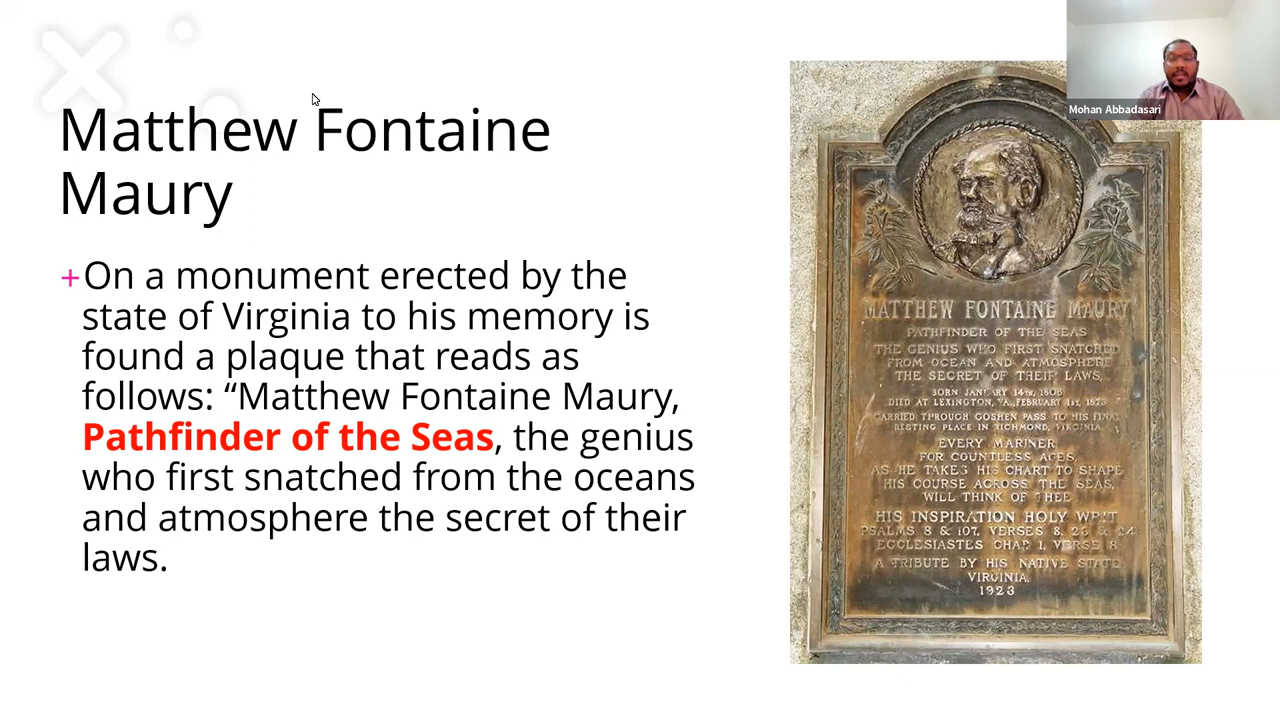 Matthew Fontaine
Maury
+On a monument erected by the
state of Virginia to his memory is
found a plaque that reads as
follows: “Matthew Fontaine Maury,
Pathfinder of the Seas, the genius
who first snatched from the oceans
and atmosphere the secret of their
laws.
Mohan Abbadasari
MATTHEW FONTAINE MAURY
PATHFINDER OF THE SEAS
THE GENIUS WHO FIRST SNATCHED
FROM OCEAN AND ATMOSPHERE
THE SECRET OF THEIR LAWS,
BORN JANUARY 14TH, 1806
DIED AT LEXINGTON, VA., FEBRUARY 1ST, 1873
CARRIED THROUGH GOSHEN PASS TO HIS FINAL
RESTING PLACE IN RICHMOND, VIRGINIA.
EVERY MARINER
FOR COUNTLESS AGES,
AS HE TAKES HIS CHART TO SHAPE
HIS COURSE ACROSS THE SEAS,
WILL THINK OF THEE
HIS INSPIRATION HOLY WRIT
PSALMS 8 & 107, VERSES 8, 23 & 24
ECCLESIASTES CHAP. 1, VERSE 8
A TRIBUTE BY HIS NATIVE STATE
VIRGINIA,
1923